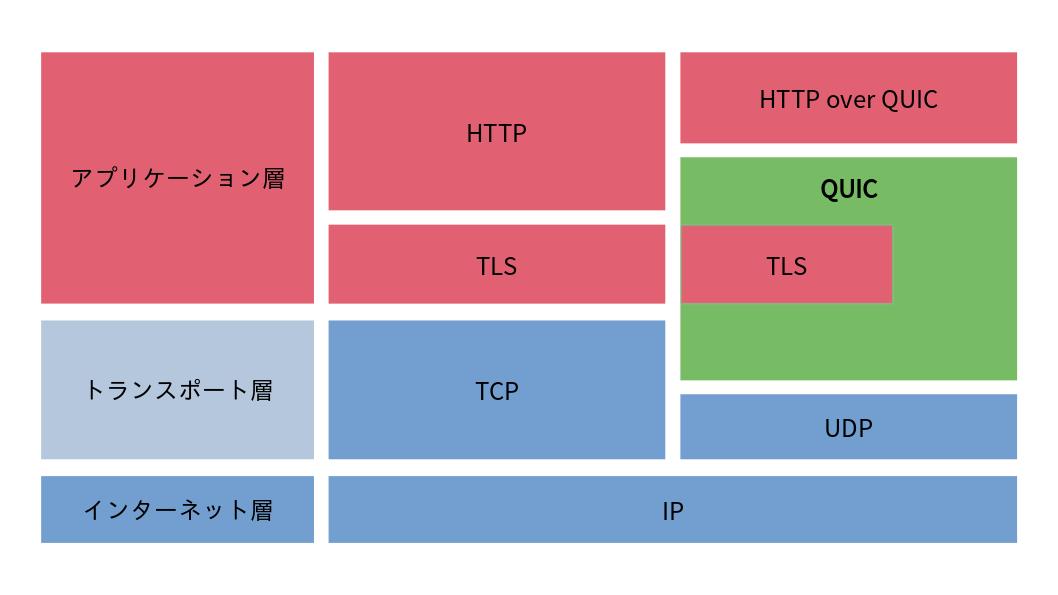 アプリケーション層
HTTP
HTTP over QUIC
QUIC
TLS
TLS
トランスポート層
TCP
UDP
インターネット層
IP